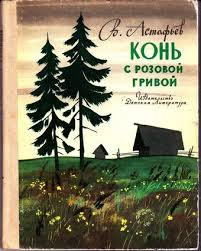 В. Астафьев
КОНЬ
С РОЗОВОЙ
ГРИВОЙ
Издательство
Детская Литература